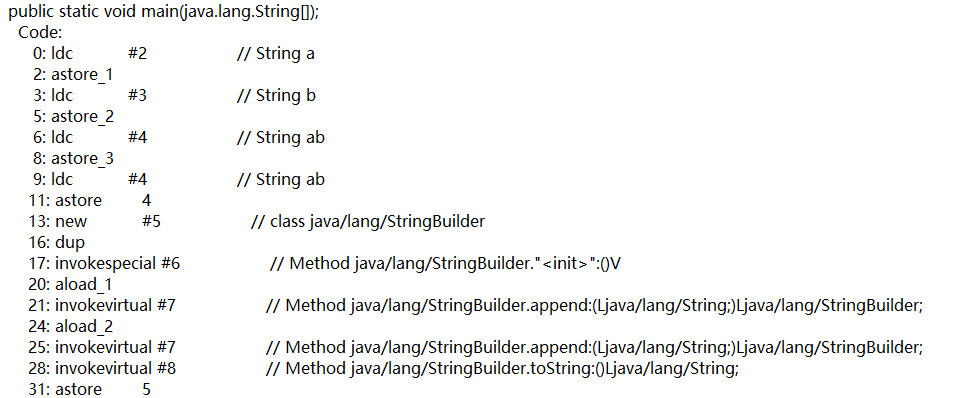 public static void main(java.lang.String[]);
  Code:
     0: ldc           #2                  // String a
     2: astore_1
     3: ldc           #3                  // String b
     5: astore_2
     6: ldc           #4                  // String ab
     8: astore_3
     9: ldc           #4                  // String ab
    11: astore        4
    13: new           #5                  // class java/lang/StringBuilder
    16: dup
    17: invokespecial #6                  // Method java/lang/StringBuilder."<init>":()V
    20: aload_1
    21: invokevirtual #7                  // Method java/lang/StringBuilder.append:(Ljava/lang/String;)Ljava/lang/StringBuilder;
    24: aload_2
    25: invokevirtual #7                  // Method java/lang/StringBuilder.append:(Ljava/lang/String;)Ljava/lang/StringBuilder;
    28: invokevirtual #8                  // Method java/lang/StringBuilder.toString:()Ljava/lang/String;
    31: astore        5